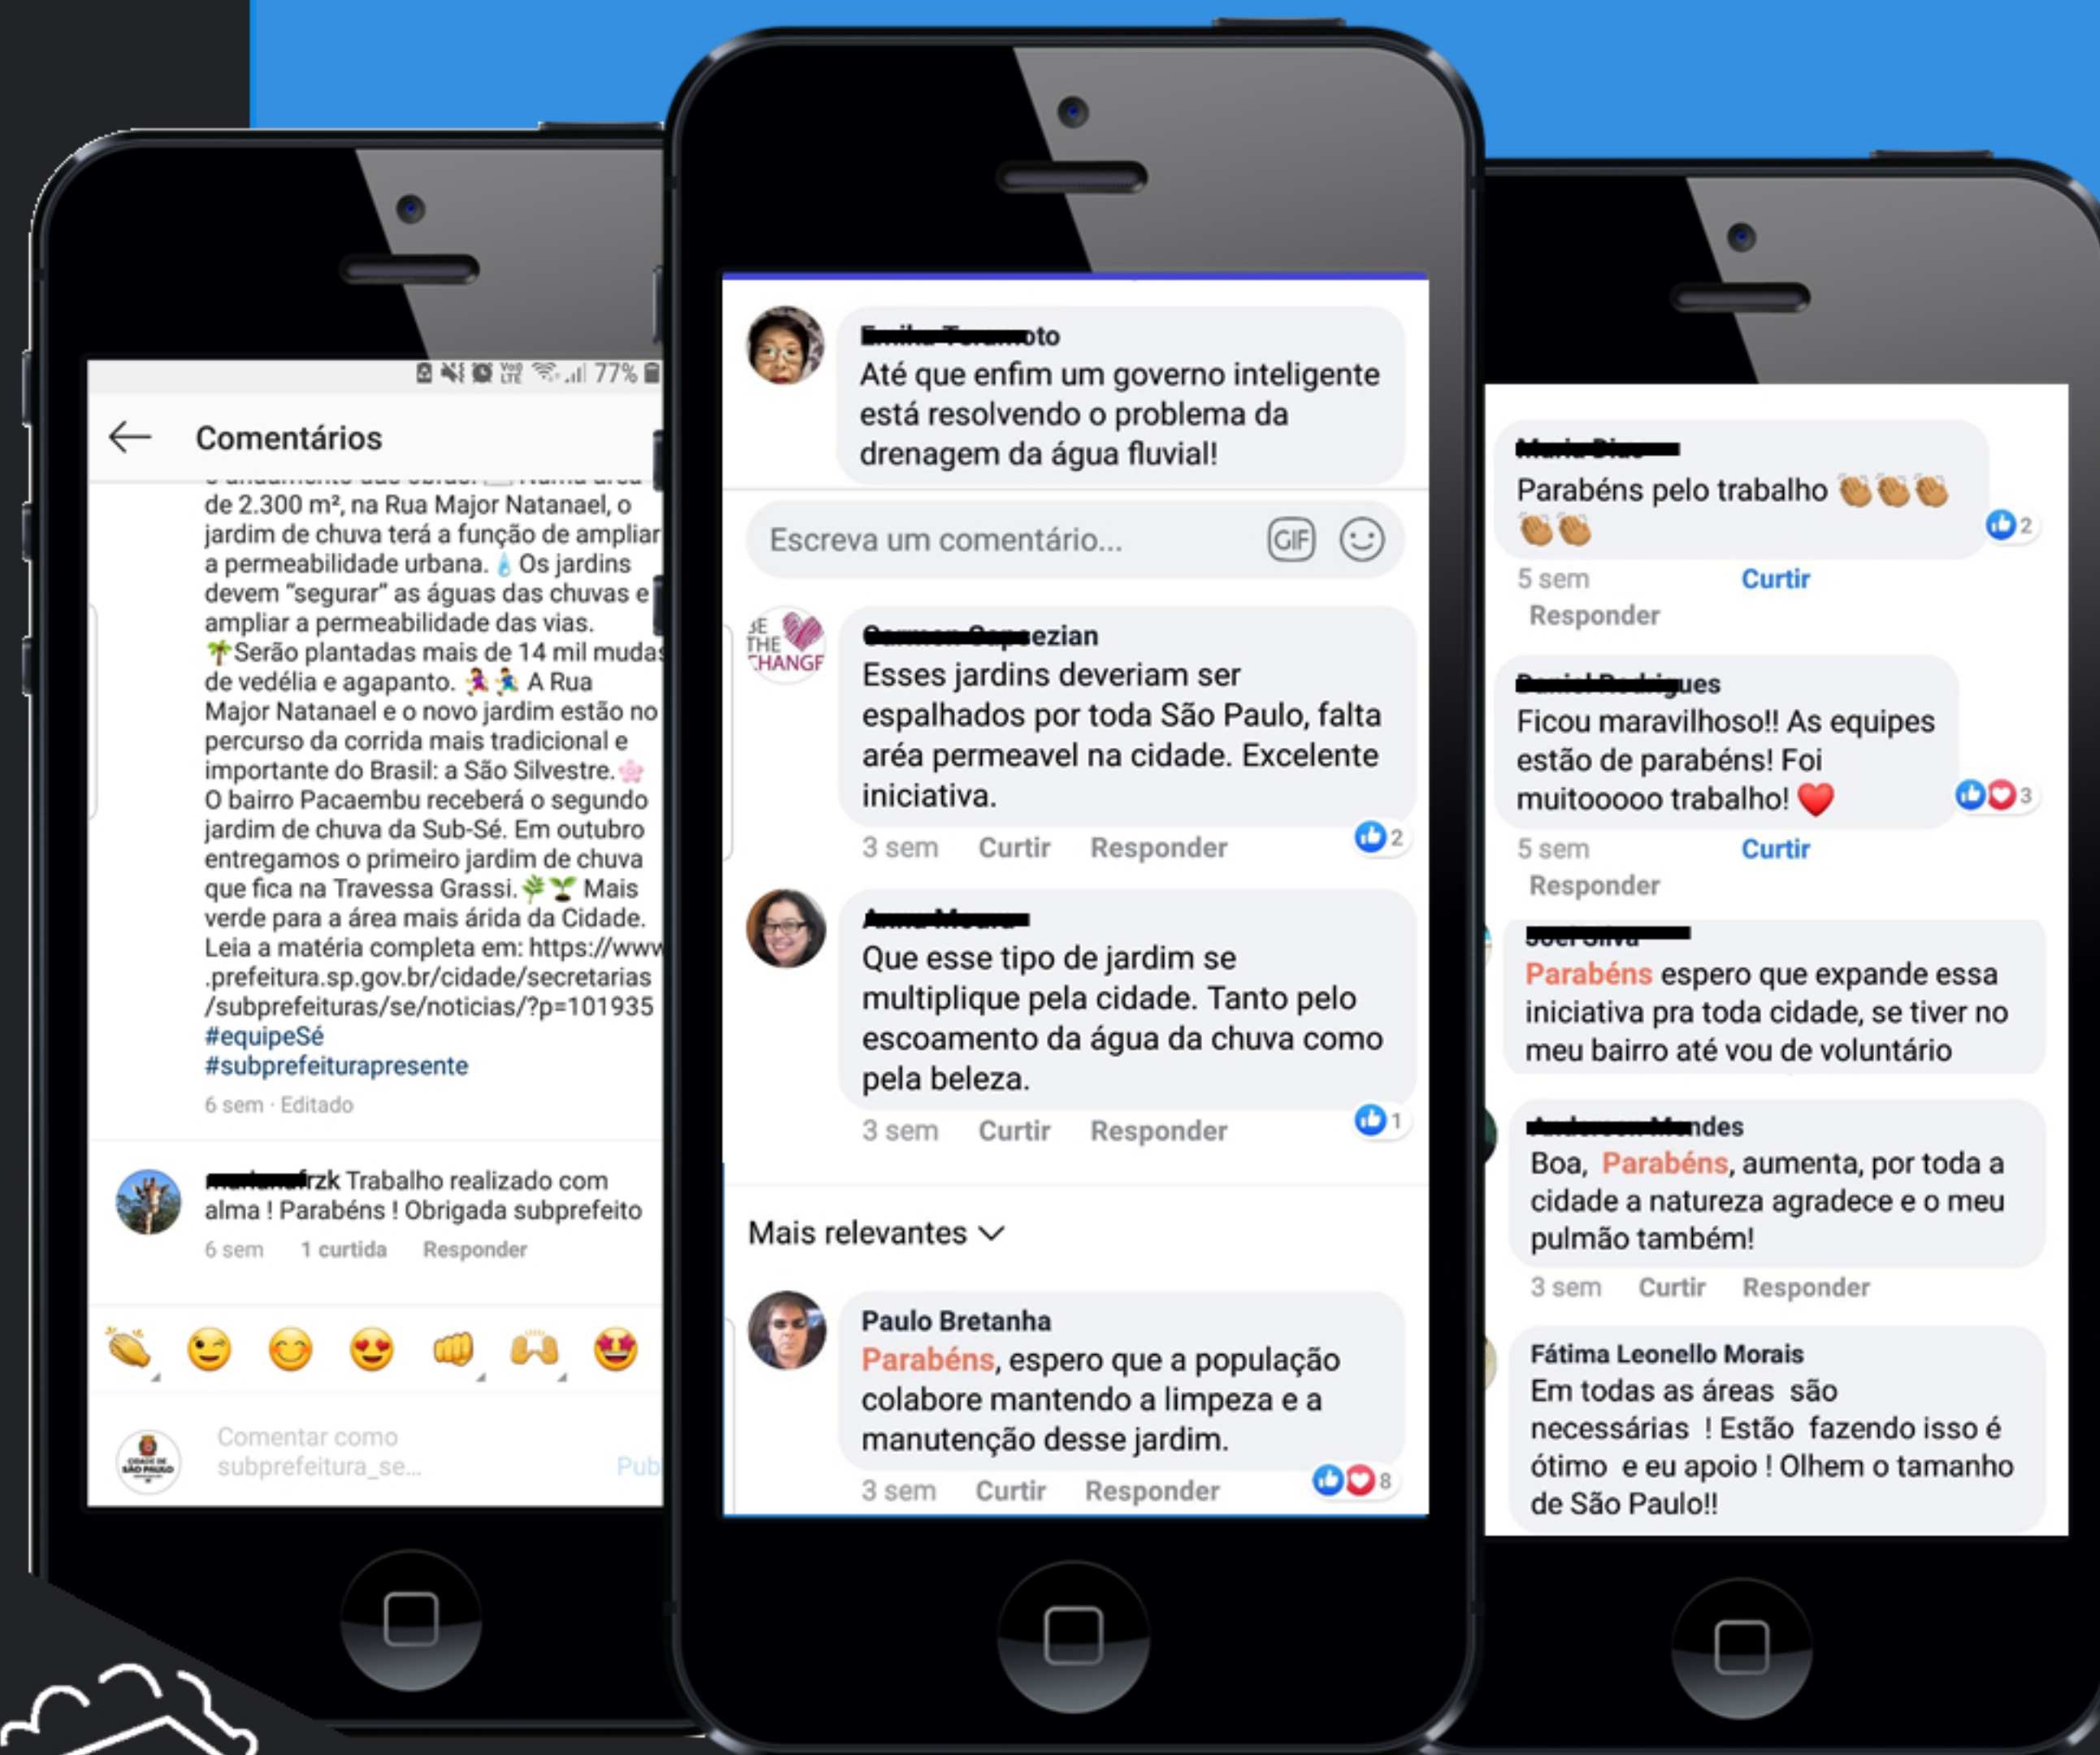 77%
Comentários
de 2.300 m², na Rua Major Natanael, o
jardim de chuva terá a função de ampliar
a permeabilidade urbana. 💧 Os jardins
devem “segurar” as águas das chuvas e
ampliar a permeabilidade das vias.
🌴Serão plantadas mais de 14 mil mudas
de vedélia e agapanto. 🏃‍♀️🏃‍♂️ A Rua
Major Natanael e o novo jardim estão no
percurso da corrida mais tradicional e
importante do Brasil: a São Silvestre.🌸
O bairro Pacaembu receberá o segundo
jardim de chuva da Sub-Sé. Em outubro
entregamos o primeiro jardim de chuva
que fica na Travessa Grassi.🌿🌱 Mais
verde para a área mais árida da Cidade.
Leia a matéria completa em: https://www
.prefeitura.sp.gov.br/cidade/secretarias
/subprefeituras/se/noticias/?p=101935
#equipeSé
#subprefeiturapresente
6 sem · Editado
rzk Trabalho realizado com
alma ! Parabéns ! Obrigada subprefeito
6 sem 1 curtida Responder
CIDADE DE
SÃO PAULO
Comentar como
subprefeitura_se...
Pub
oto
Até que enfim um governo inteligente
está resolvendo o problema da
drenagem da água fluvial!
Escreva um comentário...
GIF
BE
THE
CHANGE
ezian
Esses jardins deveriam ser
espalhados por toda São Paulo, falta
aréa permeavel na cidade. Excelente
iniciativa.
3 sem Curtir Responder 2
Que esse tipo de jardim se
multiplique pela cidade. Tanto pelo
escoamento da água da chuva como
pela beleza.
3 sem Curtir Responder 1
Mais relevantes
Paulo Bretanha
Parabéns, espero que a população
colabore mantendo a limpeza e a
manutenção desse jardim.
3 sem Curtir Responder 8
Parabéns pelo trabalho 👏🏽👏🏽👏🏽
👏🏽👏🏽
2
5 sem Curtir
Responder
ues
Ficou maravilhoso!! As equipes
estão de parabéns! Foi
muitooooo trabalho! ❤️
3
5 sem Curtir
Responder
Parabéns espero que expande essa
iniciativa pra toda cidade, se tiver no
meu bairro até vou de voluntário
ndes
Boa, Parabéns, aumenta, por toda a
cidade a natureza agradece e o meu
pulmão também!
3 sem Curtir Responder
Fátima Leonello Morais
Em todas as áreas são
necessárias ! Estão fazendo isso é
ótimo e eu apoio ! Olhem o tamanho
de São Paulo!!